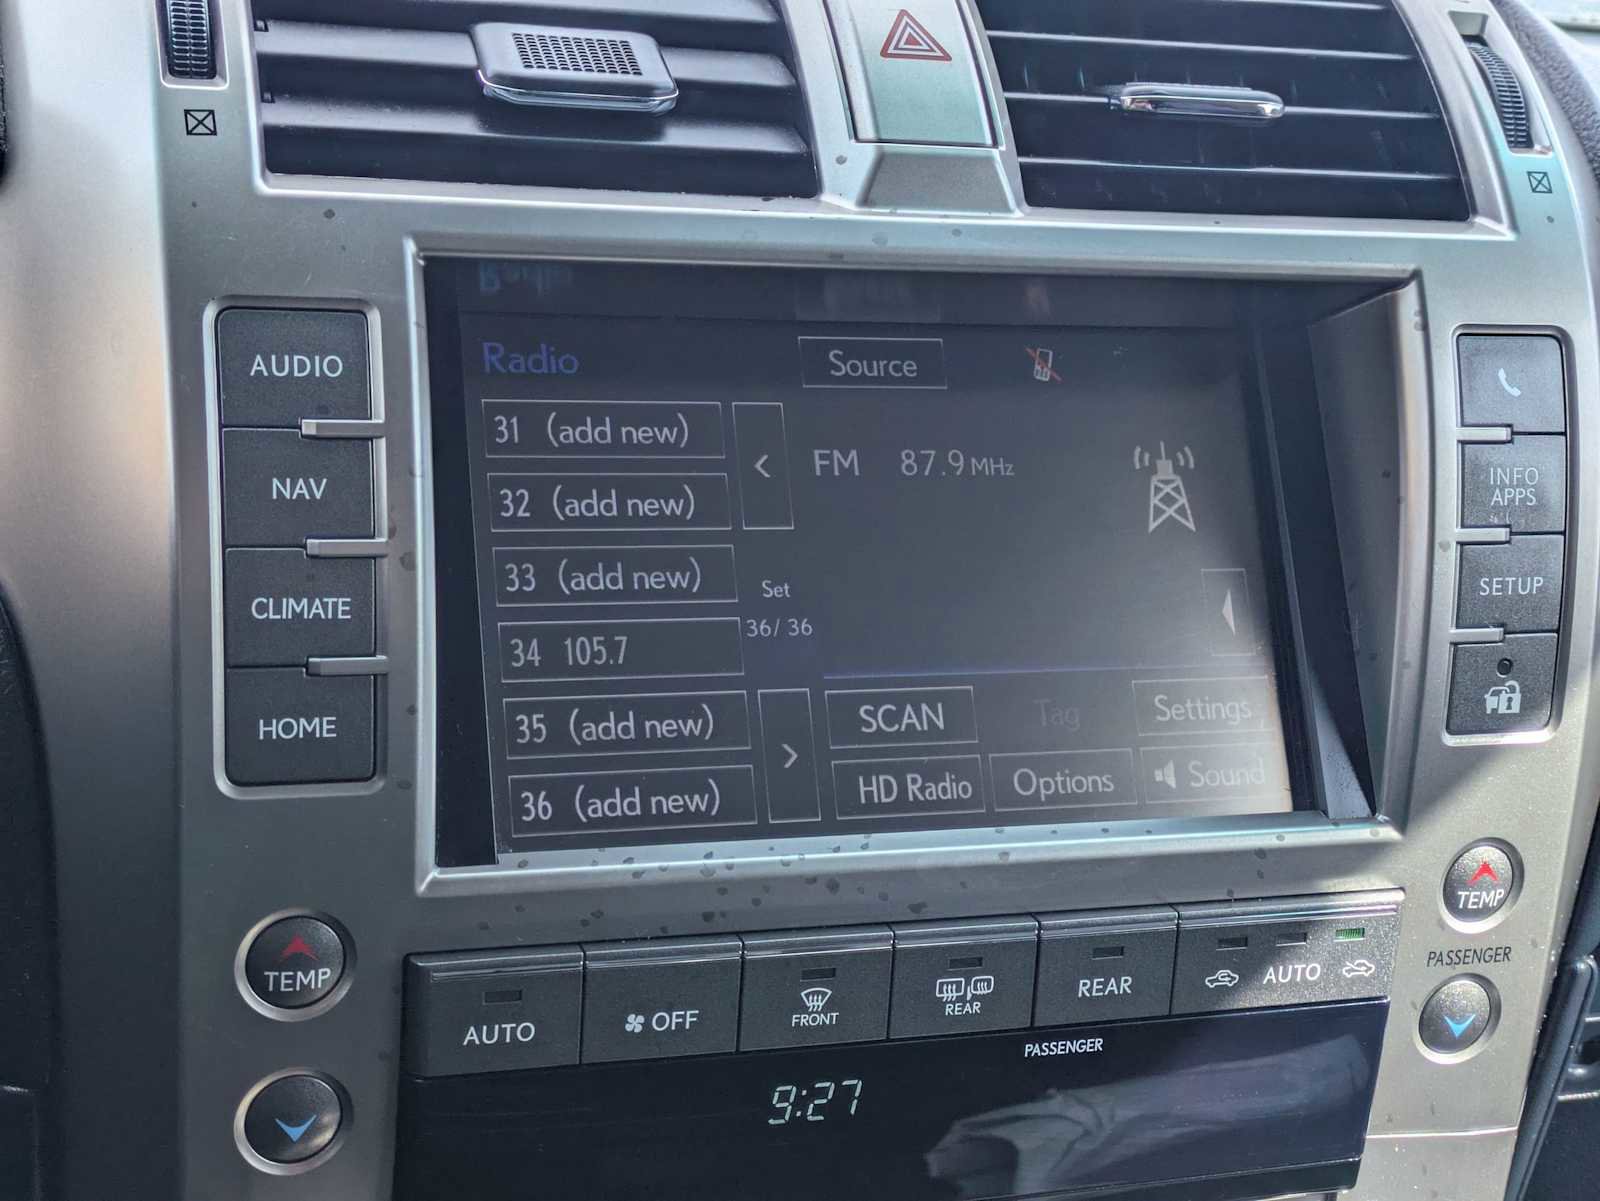 AUDIO
NAV
CLIMATE
HOME
Radio
Source
31 (add new)
32 (add new)
33 (add new)
34 105.7
35 (add new)
36 (add new)
<
Set
36/ 36
>
FM 87.9 MHz
SCAN
Tag
Settings
HD Radio
Options
Sound
INFO
APPS
SETUP
TEMP
TEMP
PASSENGER
AUTO
OFF
FRONT
REAR
REAR
AUTO
PASSENGER
9:27